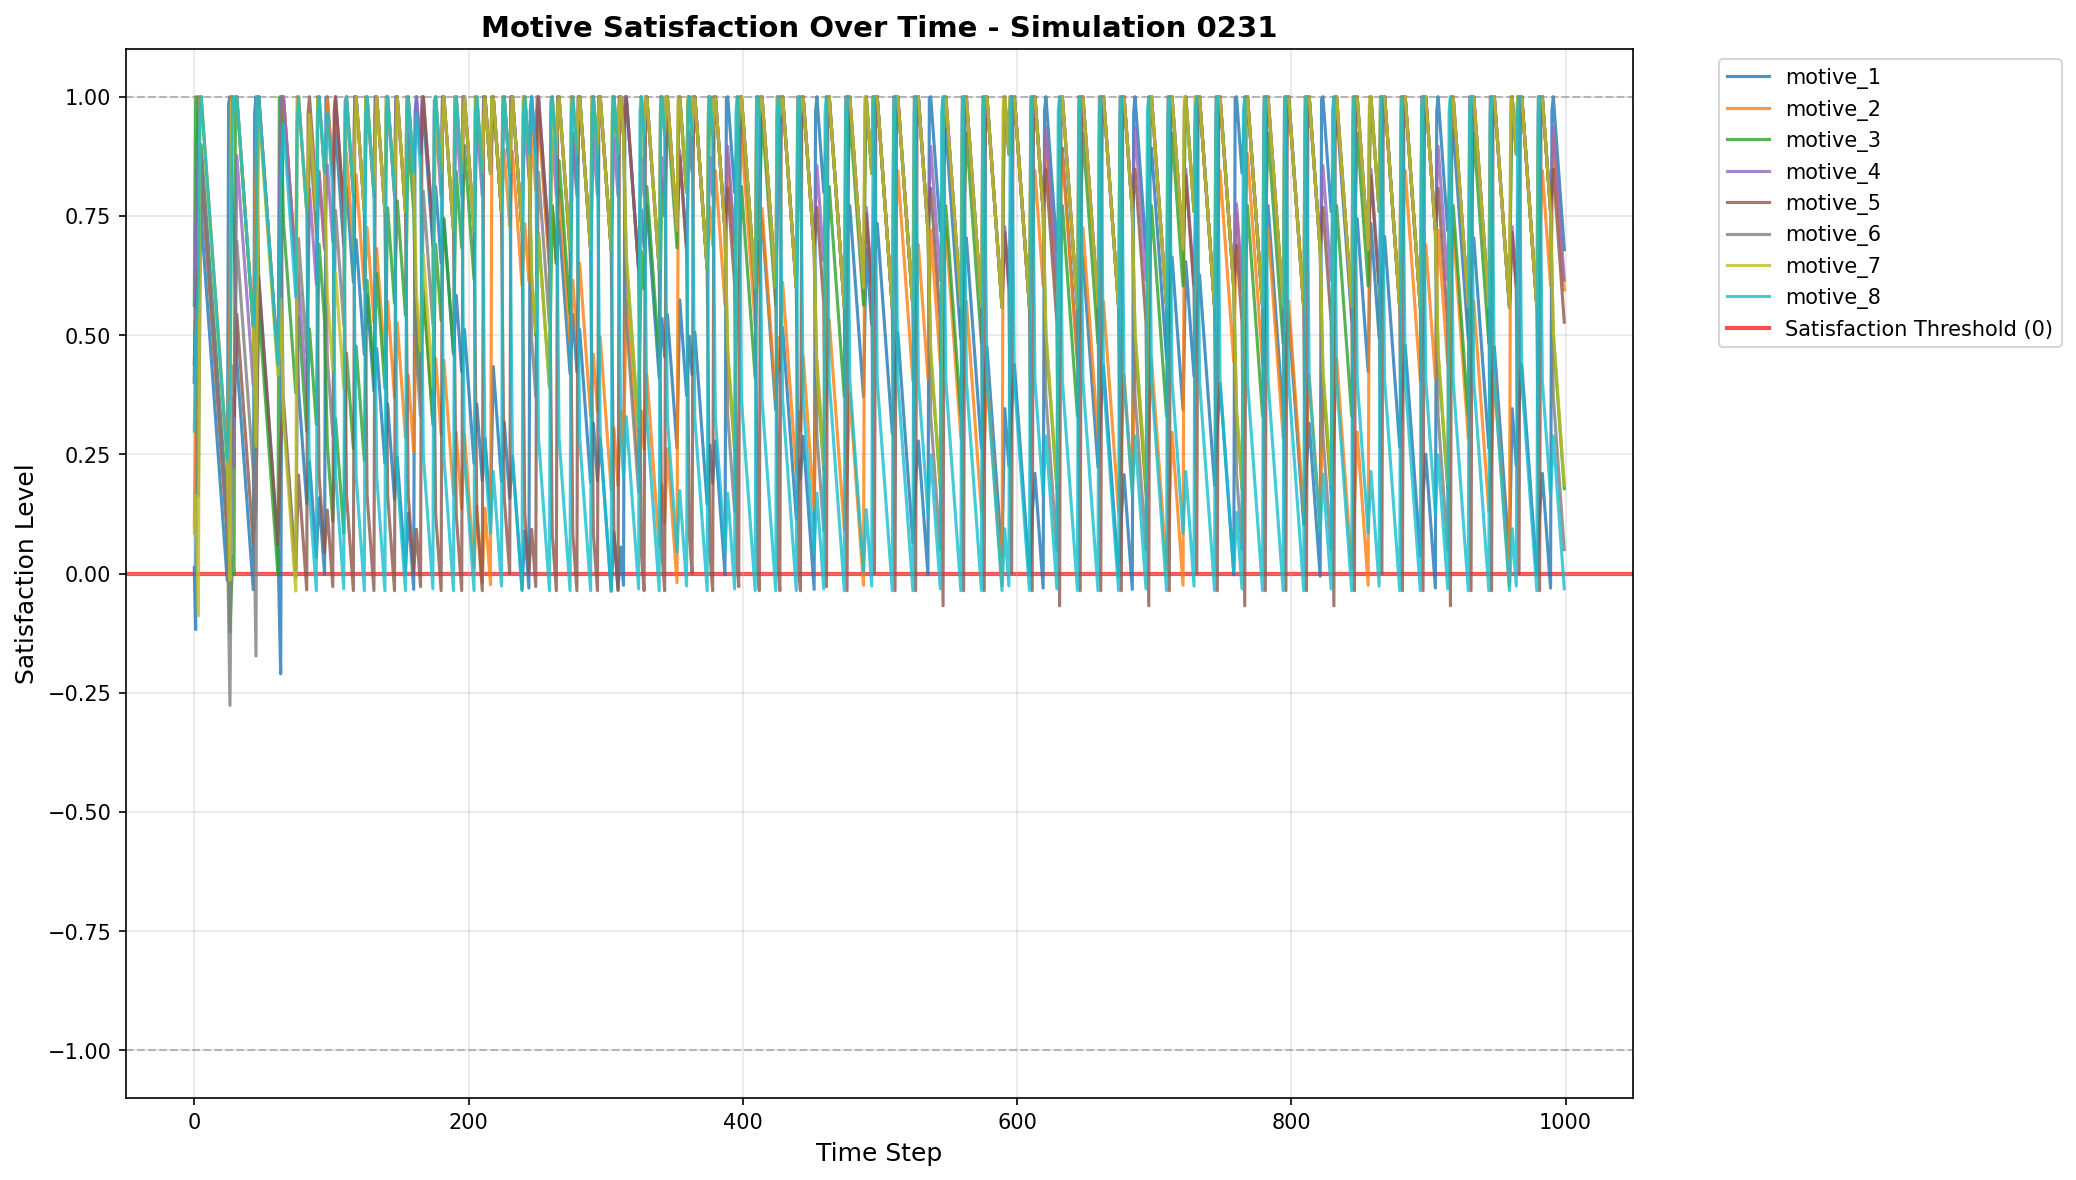 Motive Satisfaction Over Time - Simulation 0231
1.00
0.75
0.50
0.25
0.00
−0.25
−0.50
−0.75
−1.00
Satisfaction Level
0
200
400
600
800
1000
Time Step
motive_1
motive_2
motive_3
motive_4
motive_5
motive_6
motive_7
motive_8
Satisfaction Threshold (0)